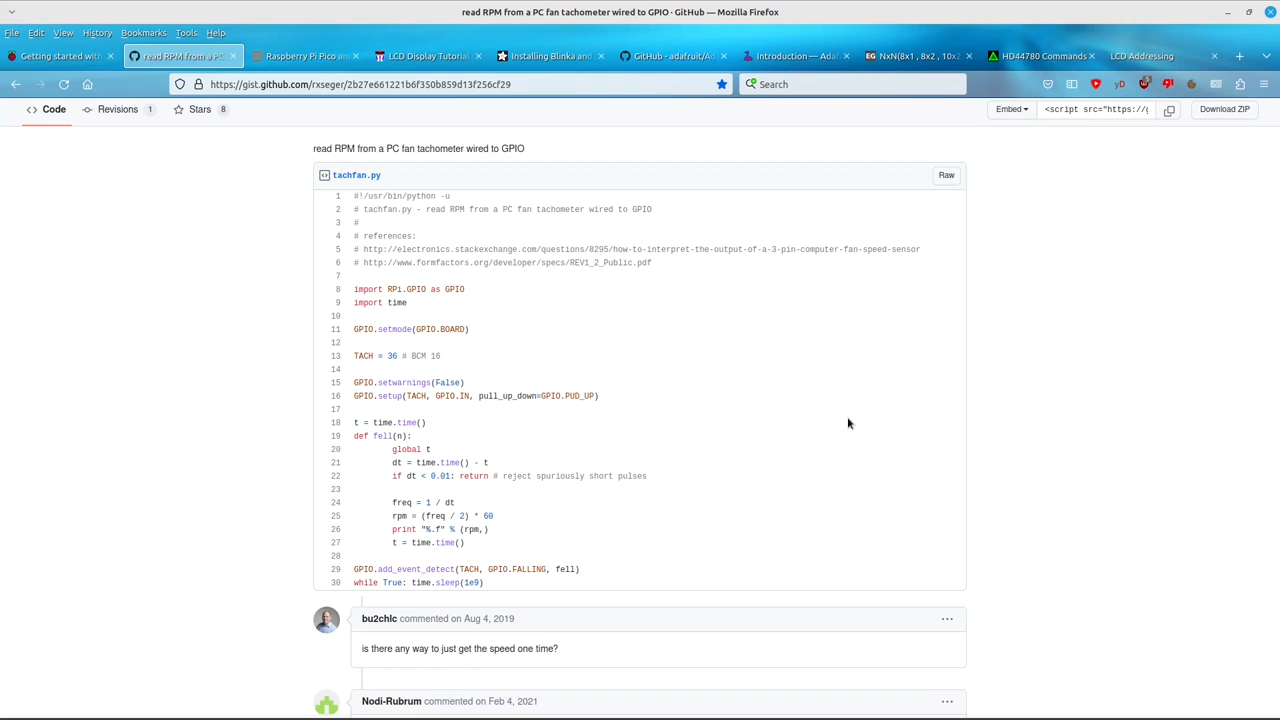 read RPM from a PC fan tachometer wired to GPIO · GitHub — Mozilla Firefox
File Edit View History Bookmarks Tools Help
Getting started with read RPM from a PC Raspberry Pi Pico an LCD Display Tutorial Installing Blinka and GitHub - adafruit/Ad Introduction — Ada NxN(8x1 , 8x2 , 10x2 HD44780 Commands LCD Addressing
https://gist.github.com/rxseger/2b27e661221b6f350b859d13f256cf29 Search
Code Revisions 1 Stars 8 Embed <script src="https://g Download ZIP
read RPM from a PC fan tachometer wired to GPIO
tachfan.py Raw
1 #!/usr/bin/python -u
2 # tachfan.py - read RPM from a PC fan tachometer wired to GPIO
3 #
4 # references:
5 # http://electronics.stackexchange.com/questions/8295/how-to-interpret-the-output-of-a-3-pin-computer-fan-speed-sensor
6 # http://www.formfactors.org/developer/specs/REV1_2_Public.pdf
7
8 import RPi.GPIO as GPIO
9 import time
10
11 GPIO.setmode(GPIO.BOARD)
12
13 TACH = 36 # BCM 16
14
15 GPIO.setwarnings(False)
16 GPIO.setup(TACH, GPIO.IN, pull_up_down=GPIO.PUD_UP)
17
18 t = time.time()
19 def fell(n):
20 global t
21 dt = time.time() - t
22 if dt < 0.01: return # reject spuriously short pulses
23
24 freq = 1 / dt
25 rpm = (freq / 2) * 60
26 print "%.f" % (rpm,)
27 t = time.time()
28
29 GPIO.add_event_detect(TACH, GPIO.FALLING, fell)
30 while True: time.sleep(1e9)
bu2chlc commented on Aug 4, 2019
is there any way to just get the speed one time?
Nodi-Rubrum commented on Feb 4, 2021